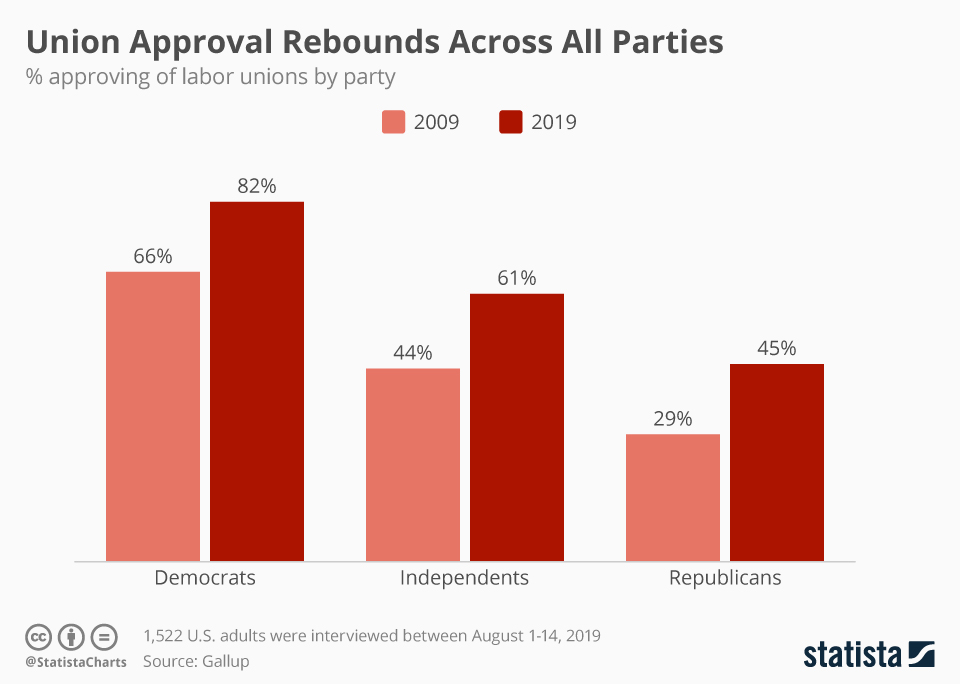 Union Approval Rebounds Across All Parties
% approving of labor unions by party
2009 2019
82%
66%
61%
44%
45%
29%
Democrats Independents Republicans
cc
=
1,522 U.S. adults were interviewed between August 1-14, 2019
@StatistaCharts Source: Gallup
statista